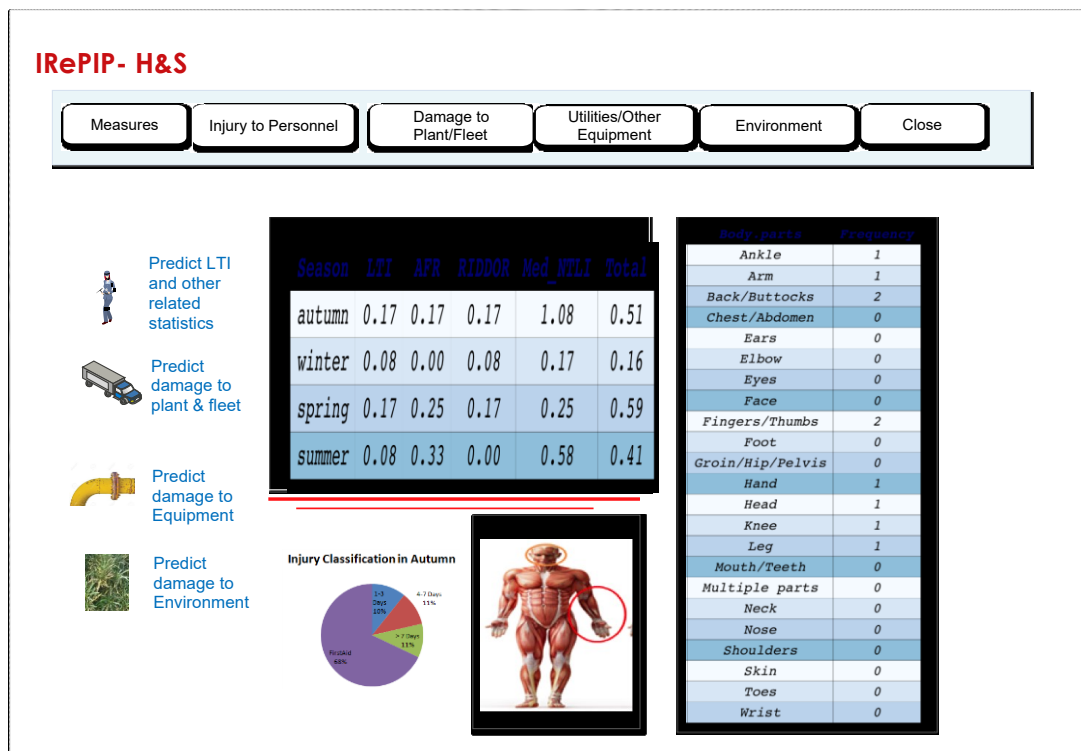 IRePIP- H&S
Measures
Injury to Personnel
Damage to
Plant/Fleet
Utilities/Other
Equipment
Environment
Close
Predict LTI
and other
related
statistics
Predict
damage to
plant & fleet
Predict
damage to
Equipment
Predict
damage to
Environment
Season LTI AFR RIDDOR Med_NTLI Total
autumn 0.17 0.17 0.17 1.08 0.51
winter 0.08 0.00 0.08 0.17 0.16
spring 0.17 0.25 0.17 0.25 0.59
summer 0.08 0.33 0.00 0.58 0.41
Injury Classification in Autumn
1-3
Days
10%
4-7 Days
11%
>7 Days
11%
FirstAid
68%
Body.parts Frequency
Ankle 1
Arm 1
Back/Buttocks 2
Chest/Abdomen 0
Ears 0
Elbow 0
Eyes 0
Face 0
Fingers/Thumbs 2
Foot 0
Groin/Hip/Pelvis 0
Hand 1
Head 1
Knee 1
Leg 1
Mouth/Teeth 0
Multiple parts 0
Neck 0
Nose 0
Shoulders 0
Skin 0
Toes 0
Wrist 0